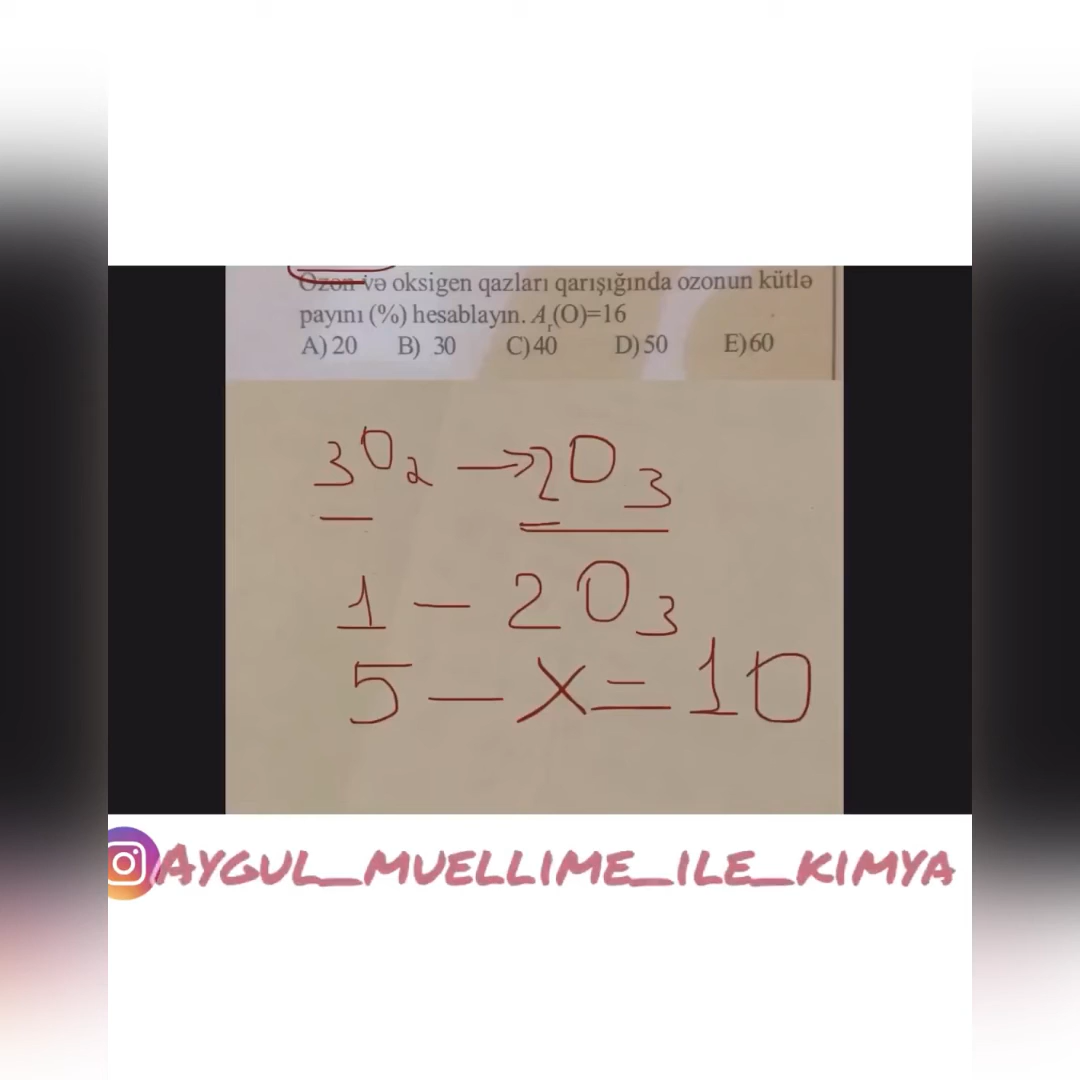 Ozon və oksigen qazları qarışığında ozonun kütlə
payını (%) hesablayın. Aᵣ(O)=16
A) 20 B) 30 C)40 D)50 E)60
3O₂ → 2O₃
1 – 2O₃
5 – X = 10
AYGUL_MUELLIME_ILE_KIMYA